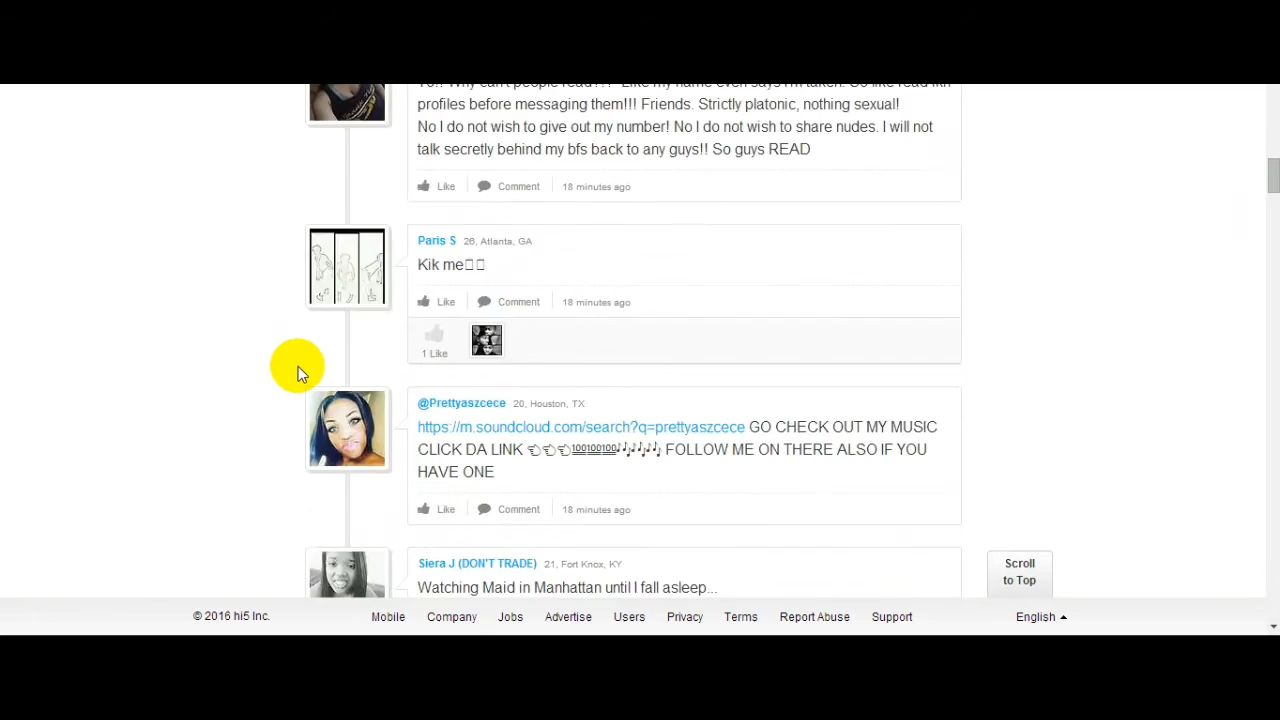 profiles before messaging them!!! Friends. Strictly platonic, nothing sexual!
No I do not wish to give out my number! No I do not wish to share nudes. I will not
talk secretly behind my bfs back to any guys!! So guys READ
Like Comment 18 minutes ago
Paris S 26, Atlanta, GA
Kik me
Like Comment 18 minutes ago
1 Like
@Prettyaszcece 20, Houston, TX
https://m.soundcloud.com/search?q=prettyaszcece GO CHECK OUT MY MUSIC
CLICK DA LINK 👈👈👈💯💯💯🎶🎶🎶 FOLLOW ME ON THERE ALSO IF YOU
HAVE ONE
Like Comment 18 minutes ago
Siera J (DON'T TRADE) 21, Fort Knox, KY
Watching Maid in Manhattan until I fall asleep...
Scroll
to Top
© 2016 hi5 Inc. Mobile Company Jobs Advertise Users Privacy Terms Report Abuse Support English